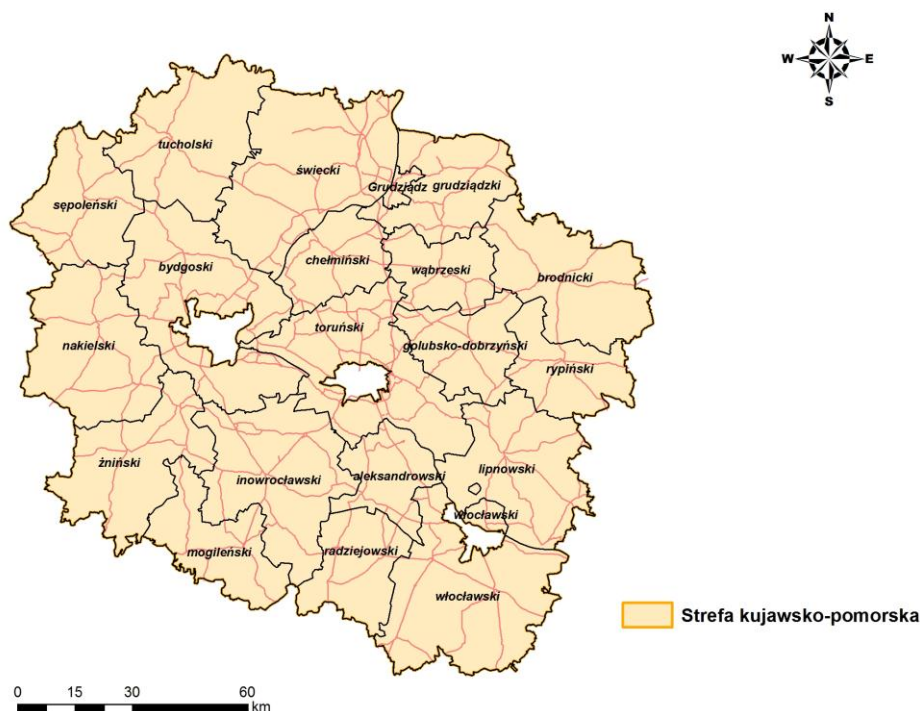 N
W E
S
tucholski
świecki
Grudziądz grudziądzki
sępoleński
bydgoski
chełmiński
wąbrzeski
brodnicki
toruński
nakielski
golubsko-dobrzyński
rypiński
żniński
inowrocławski
aleksandrowski
lipnowski
włocławski
mogileński
radziejowski
włocławski
Strefa kujawsko-pomorska
0 15 30 60
km